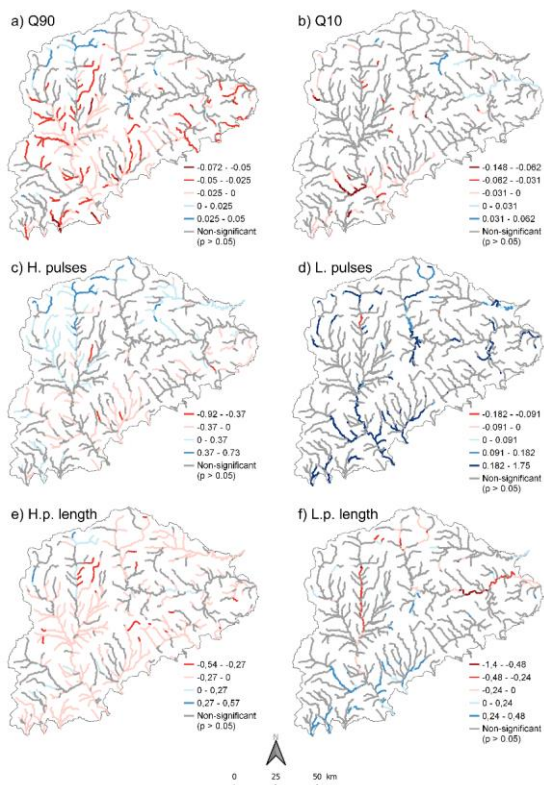 a) Q90
-0.072 - -0.05
-0.05 - -0.025
-0.025 - 0
0 - 0.025
0.025 - 0.05
Non-significant
(p > 0.05)
b) Q10
-0.148 - -0.062
-0.062 - -0.031
-0.031 - 0
0 - 0.031
0.031 - 0.062
Non-significant
(p > 0.05)
c) H. pulses
-0.92 - -0.37
-0.37 - 0
0 - 0.37
0.37 - 0.73
Non-significant
(p > 0.05)
d) L. pulses
-0.182 - -0.091
-0.091 - 0
0 - 0.091
0.091 - 0.182
0.182 - 1.75
Non-significant
(p > 0.05)
e) H.p. length
-0,54 - -0,27
-0,27 - 0
0 - 0,27
0,27 - 0,57
Non-significant
(p > 0.05)
f) L.p. length
-1,4 - -0,48
-0,48 - -0,24
-0,24 - 0
0 - 0,24
0,24 - 0,48
Non-significant
(p > 0.05)
N
0 25 50 km